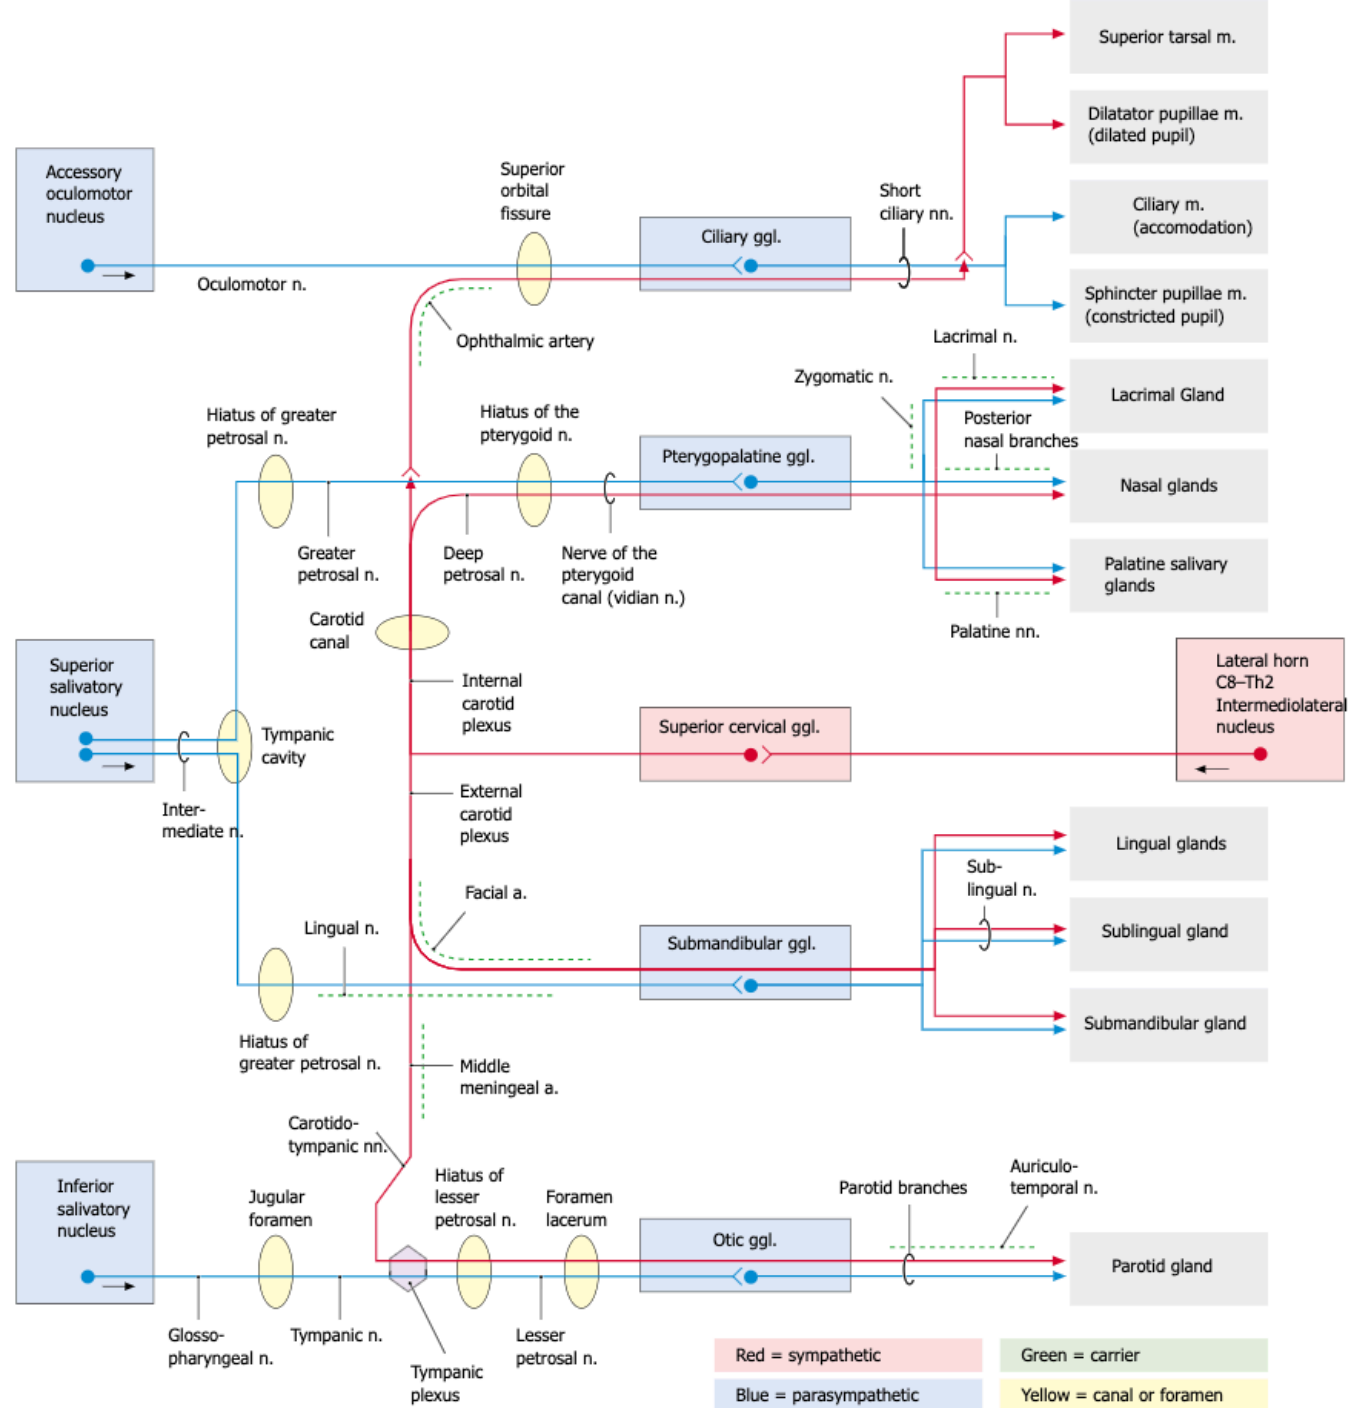 Superior tarsal m.
Dilatator pupillae m.
(dilated pupil)
Accessory
oculomotor
nucleus
Superior
orbital
fissure
Short
ciliary nn.
Ciliary m.
(accomodation)
Ciliary ggl.
Oculomotor n.
Sphincter pupillae m.
(constricted pupil)
Ophthalmic artery
Lacrimal n.
Zygomatic n.
Lacrimal Gland
Hiatus of greater
petrosal n.
Hiatus of the
pterygoid n.
Posterior
nasal branches
Pterygopalatine ggl.
Nasal glands
Greater
petrosal n.
Deep
petrosal n.
Nerve of the
pterygoid
canal (vidian n.)
Palatine salivary
glands
Carotid
canal
Palatine nn.
Superior
salivatory
nucleus
Internal
carotid
plexus
Lateral horn
C8–Th2
Intermediolateral
nucleus
Superior cervical ggl.
Tympanic
cavity
Inter-
mediate n.
External
carotid
plexus
Lingual glands
Sub-
lingual n.
Facial a.
Lingual n.
Submandibular ggl.
Sublingual gland
Submandibular gland
Hiatus of
greater petrosal n.
Middle
meningeal a.
Carotido-
tympanic nn.
Inferior
salivatory
nucleus
Jugular
foramen
Hiatus of
lesser
petrosal n.
Foramen
lacerum
Parotid branches
Auriculo-
temporal n.
Otic ggl.
Parotid gland
Glosso-
pharyngeal n.
Tympanic n.
Tympanic
plexus
Lesser
petrosal n.
Red = sympathetic
Green = carrier
Blue = parasympathetic
Yellow = canal or foramen